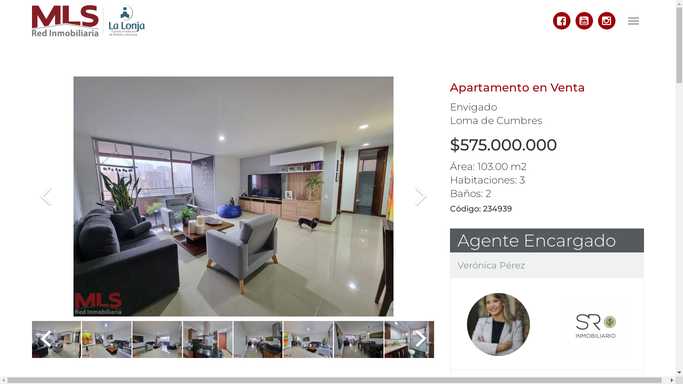 MLS
Red Inmobiliaria
La Lonja
Apartamento en Venta
Envigado
Loma de Cumbres
$575.000.000
Área: 103.00 m2
Habitaciones: 3
Baños: 2
Código: 234939
MLS
Red Inmobiliaria
Agente Encargado
Verónica Pérez
SR
INMOBILIARIO